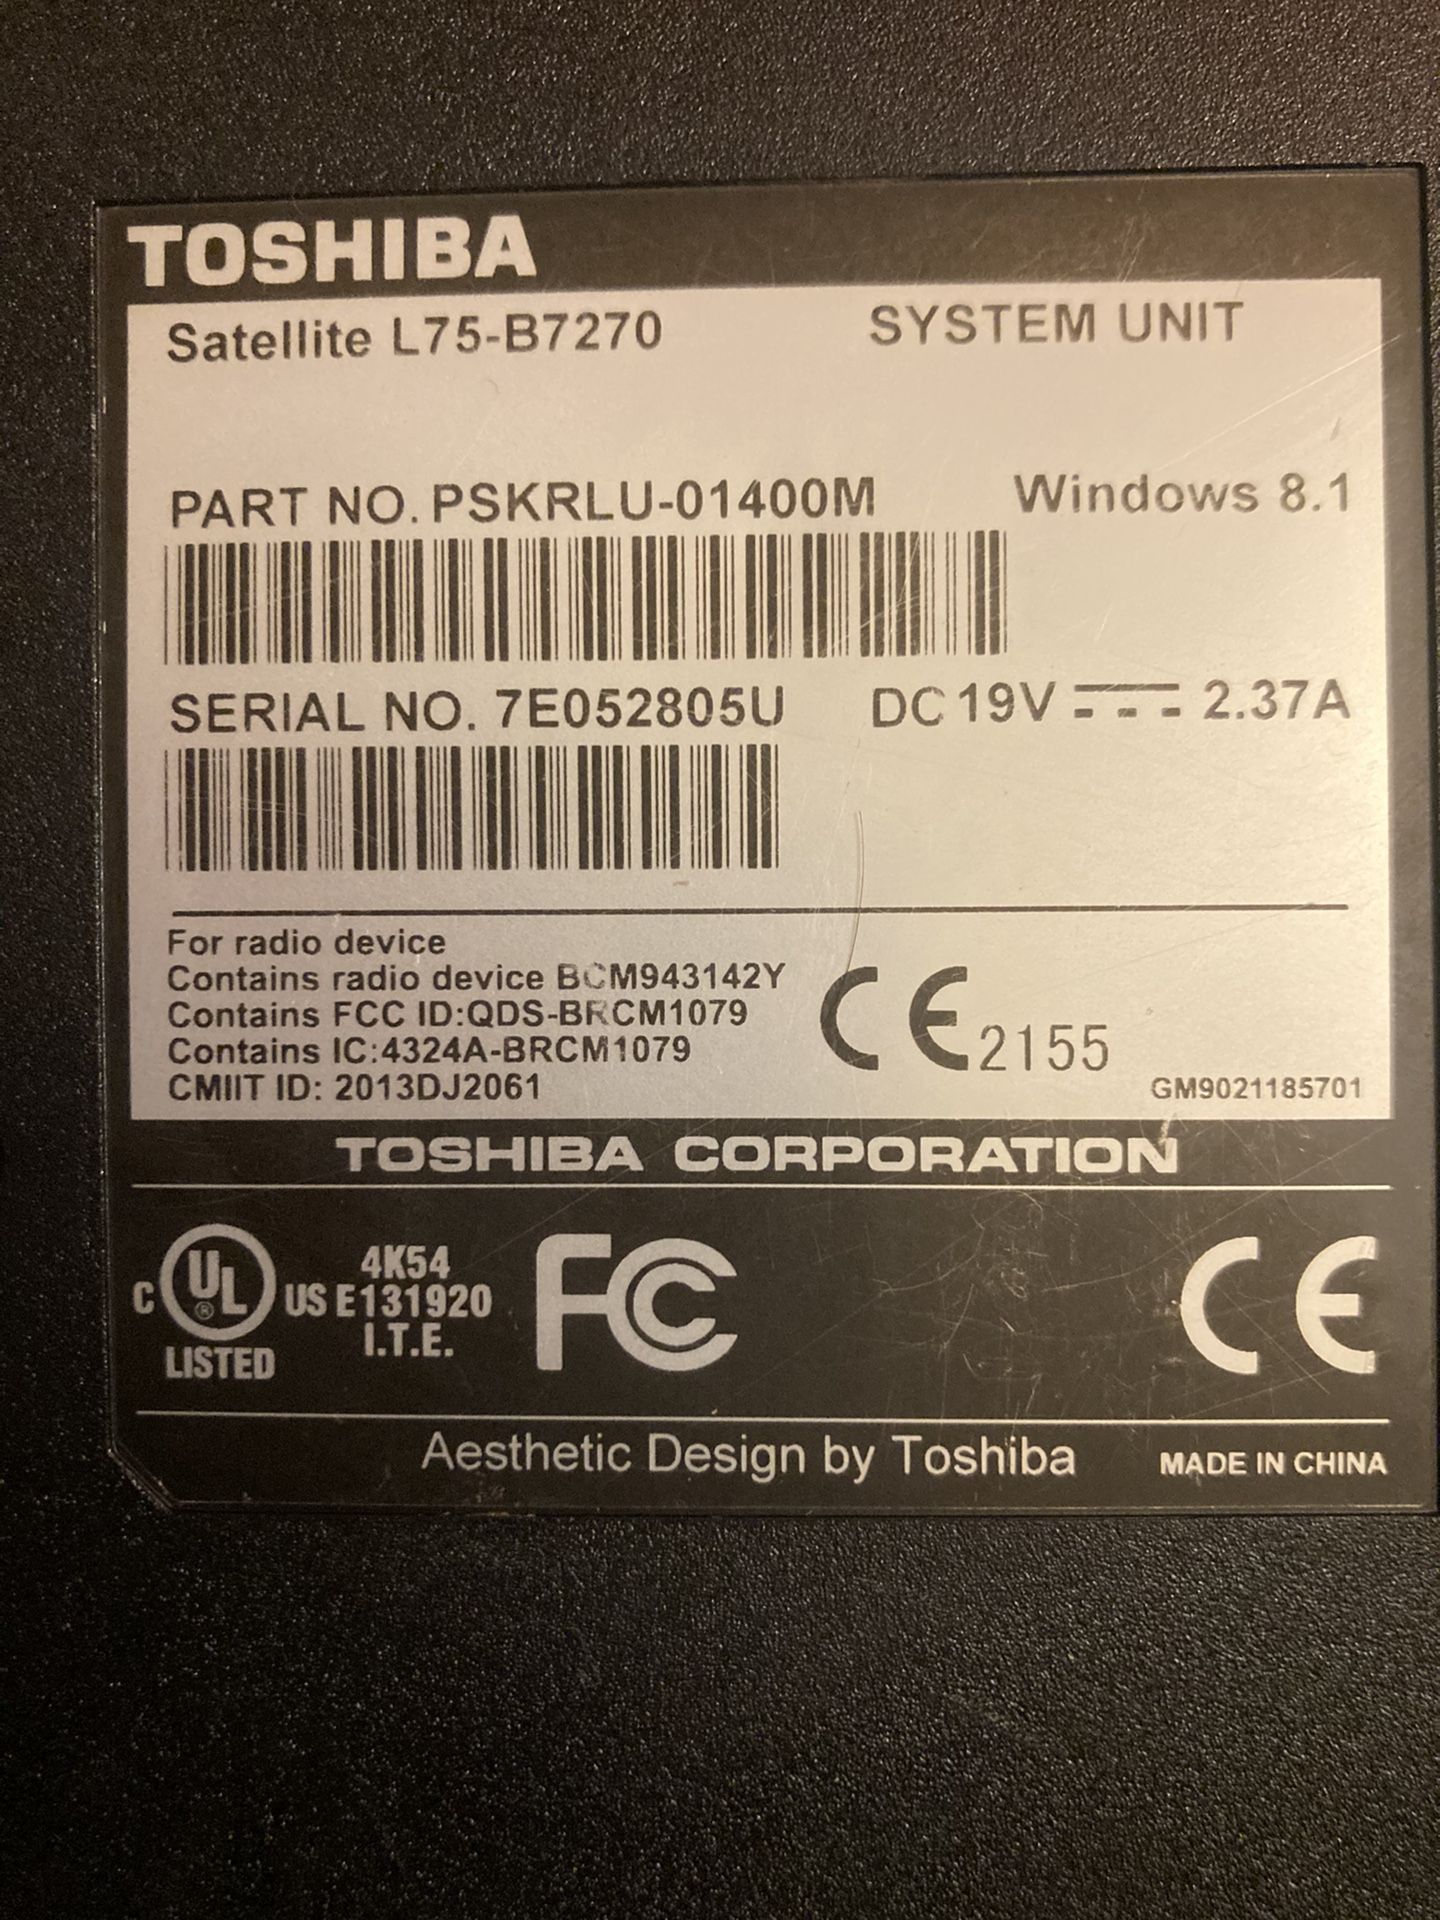 TOSHIBA
Satellite L75-B7270 SYSTEM UNIT
PART NO. PSKRLU-01400M Windows 8.1
SERIAL NO. 7E052805U DC 19V 2.37A
For radio device
Contains radio device BCM943142Y
Contains FCC ID:QDS-BRCM1079
Contains IC:4324A-BRCM1079
CMIIT ID: 2013DJ2061
CE 2155
GM9021185701
TOSHIBA CORPORATION
C UL ® US
LISTED
4K54
E131920
I.T.E.
FC
CE
Aesthetic Design by Toshiba MADE IN CHINA